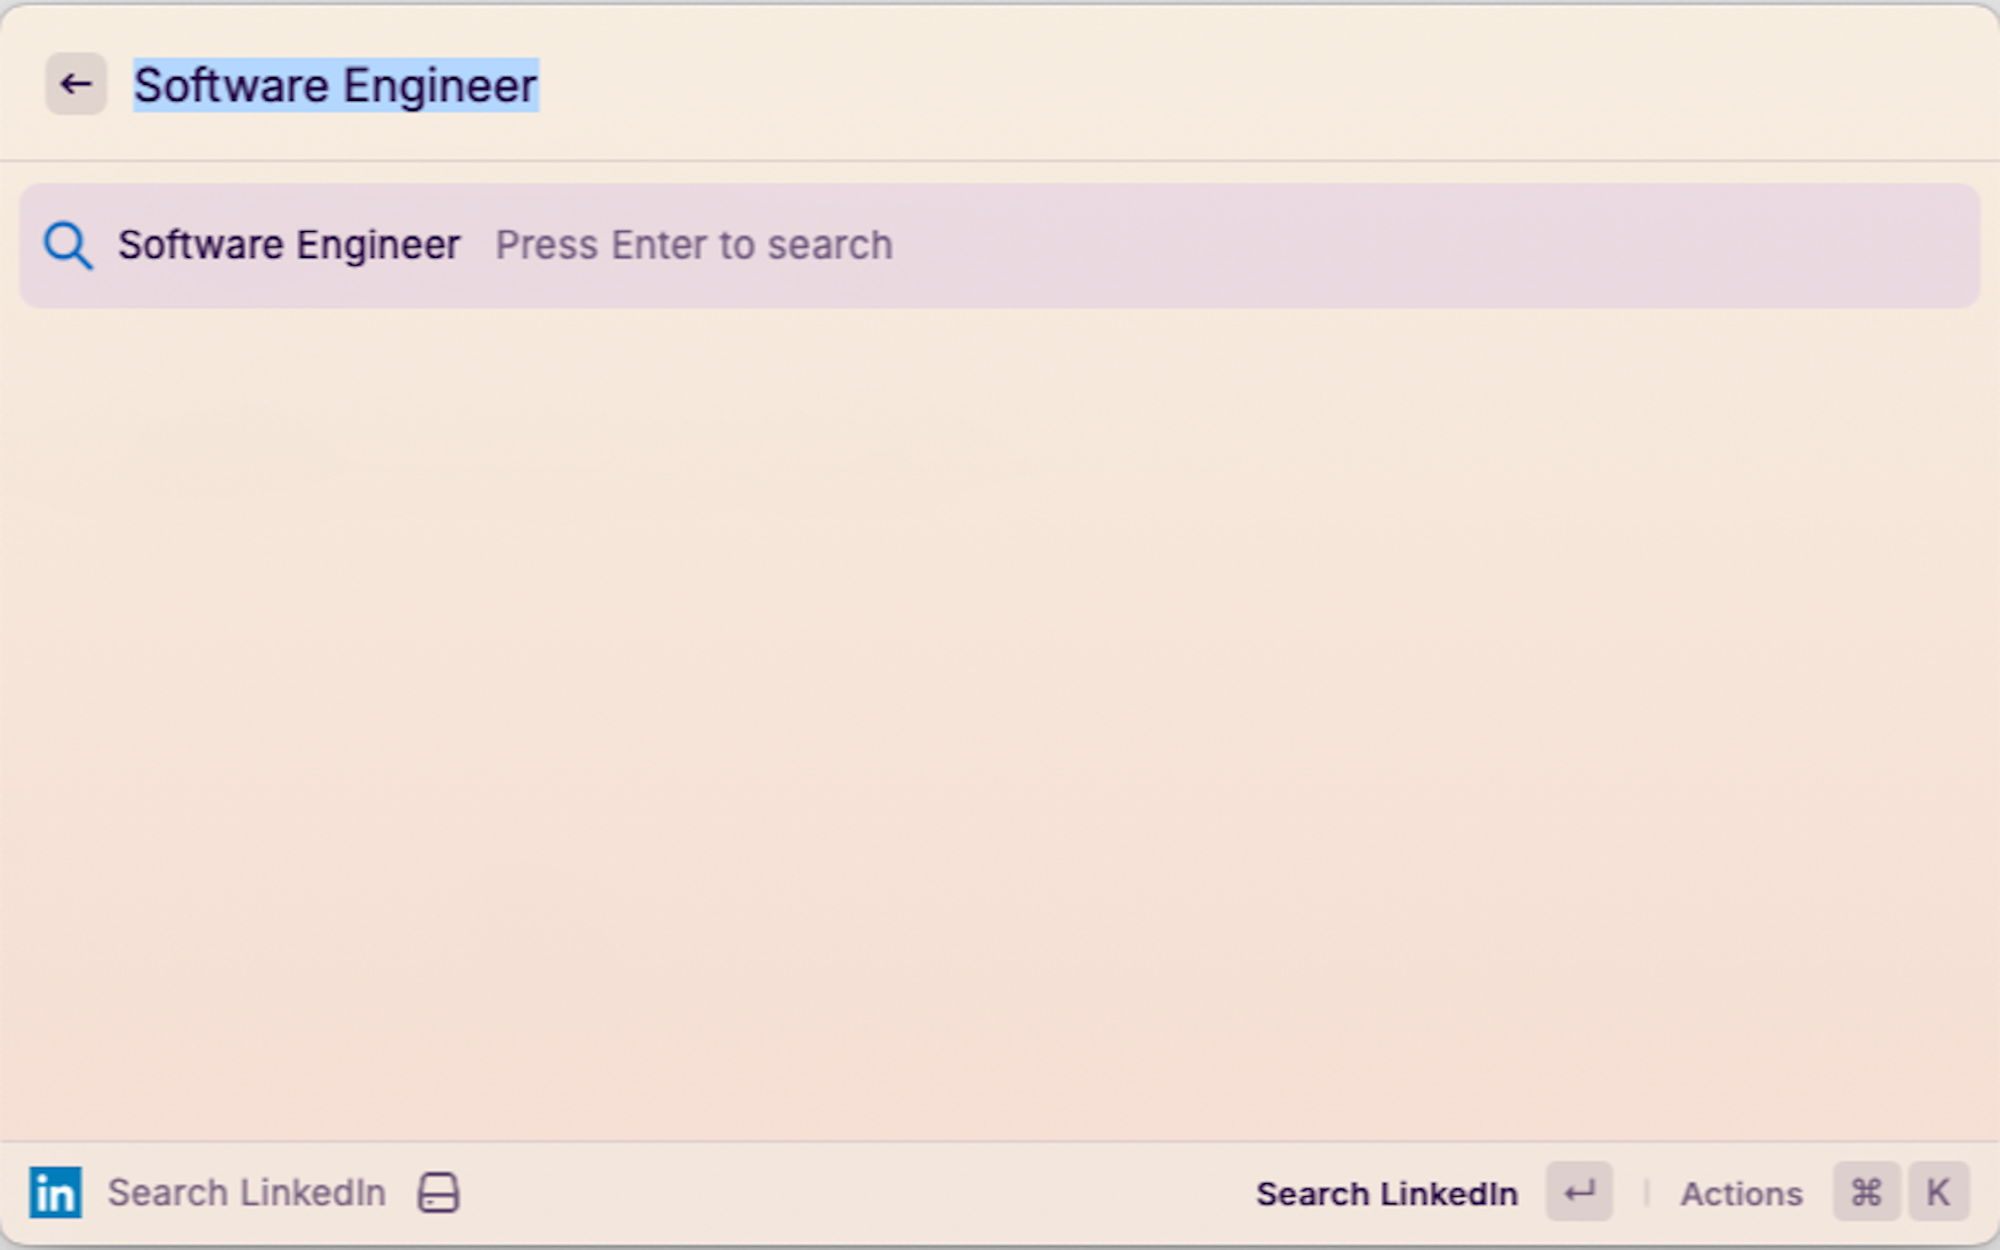 Software Engineer
Software Engineer Press Enter to search
in Search LinkedIn Search LinkedIn ↵ | Actions ⌘ K